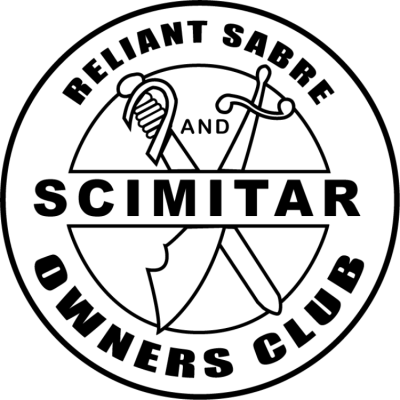 RELIANT SABRE
AND
SCIMITAR
OWNERS CLUB